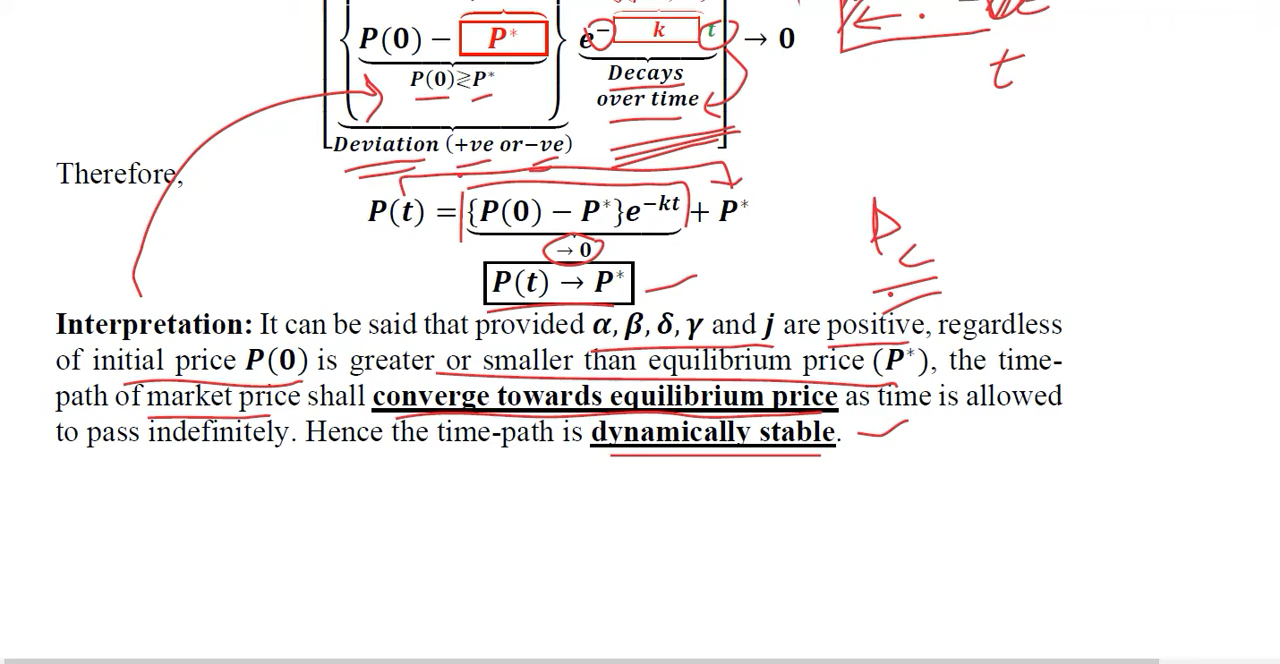 {P(0) − P*} e^−k t → 0
P(0)≷P*
Decays
over time
Deviation (+ve or−ve)
t
Therefore,
P(t) = {P(0) − P*}e^−kt + P*
→ 0
P(t) → P*
Pc
Interpretation: It can be said that provided α, β, δ, γ and j are positive, regardless
of initial price P(0) is greater or smaller than equilibrium price (P*), the time-
path of market price shall converge towards equilibrium price as time is allowed
to pass indefinitely. Hence the time-path is dynamically stable.